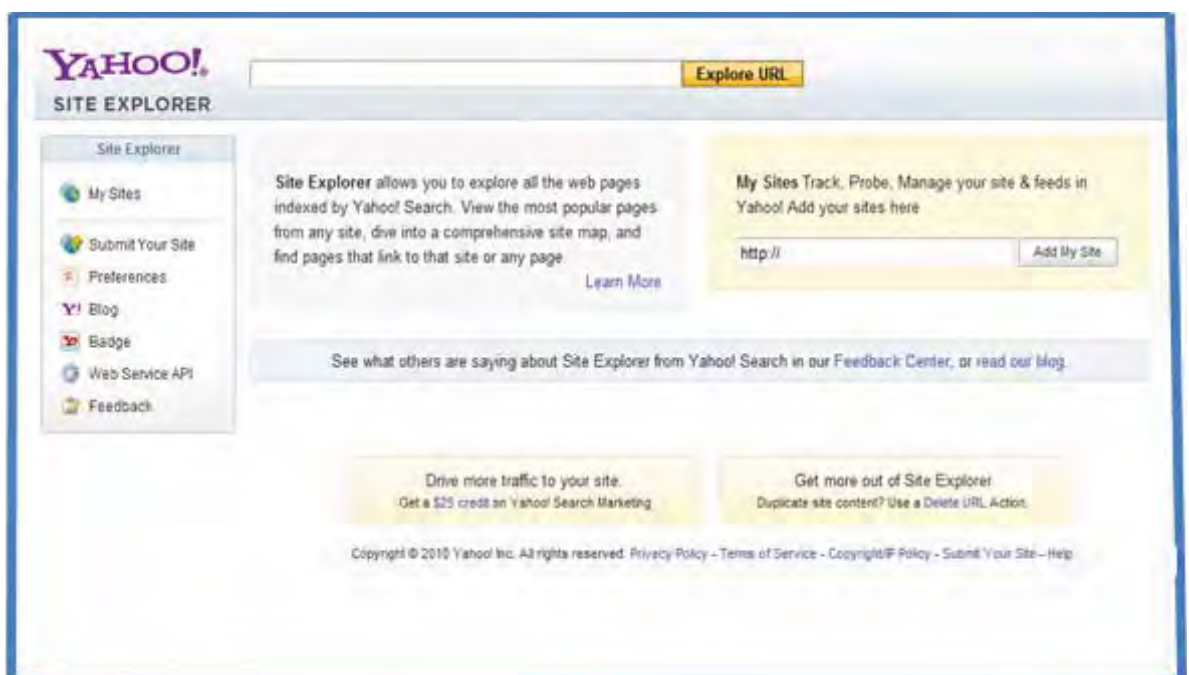 YAHOO!
SITE EXPLORER
Explore URL
Site Explorer
My Sites
Submit Your Site
Preferences
Y! Blog
Badge
Web Service API
Feedback
Site Explorer allows you to explore all the web pages
indexed by Yahoo! Search. View the most popular pages
from any site, dive into a comprehensive site map, and
find pages that link to that site or any page
Learn More
My Sites Track, Probe, Manage your site & feeds in
Yahoo! Add your sites here
http://
Add My Site
See what others are saying about Site Explorer from Yahoo! Search in our Feedback Center, or read our blog.
Drive more traffic to your site.
Get a $25 credit on Yahoo! Search Marketing
Get more out of Site Explorer
Duplicate site content? Use a Delete URL Action.
Copyright © 2010 Yahoo! Inc. All rights reserved. Privacy Policy - Terms of Service - Copyright/IP Policy - Submit Your Site - Help